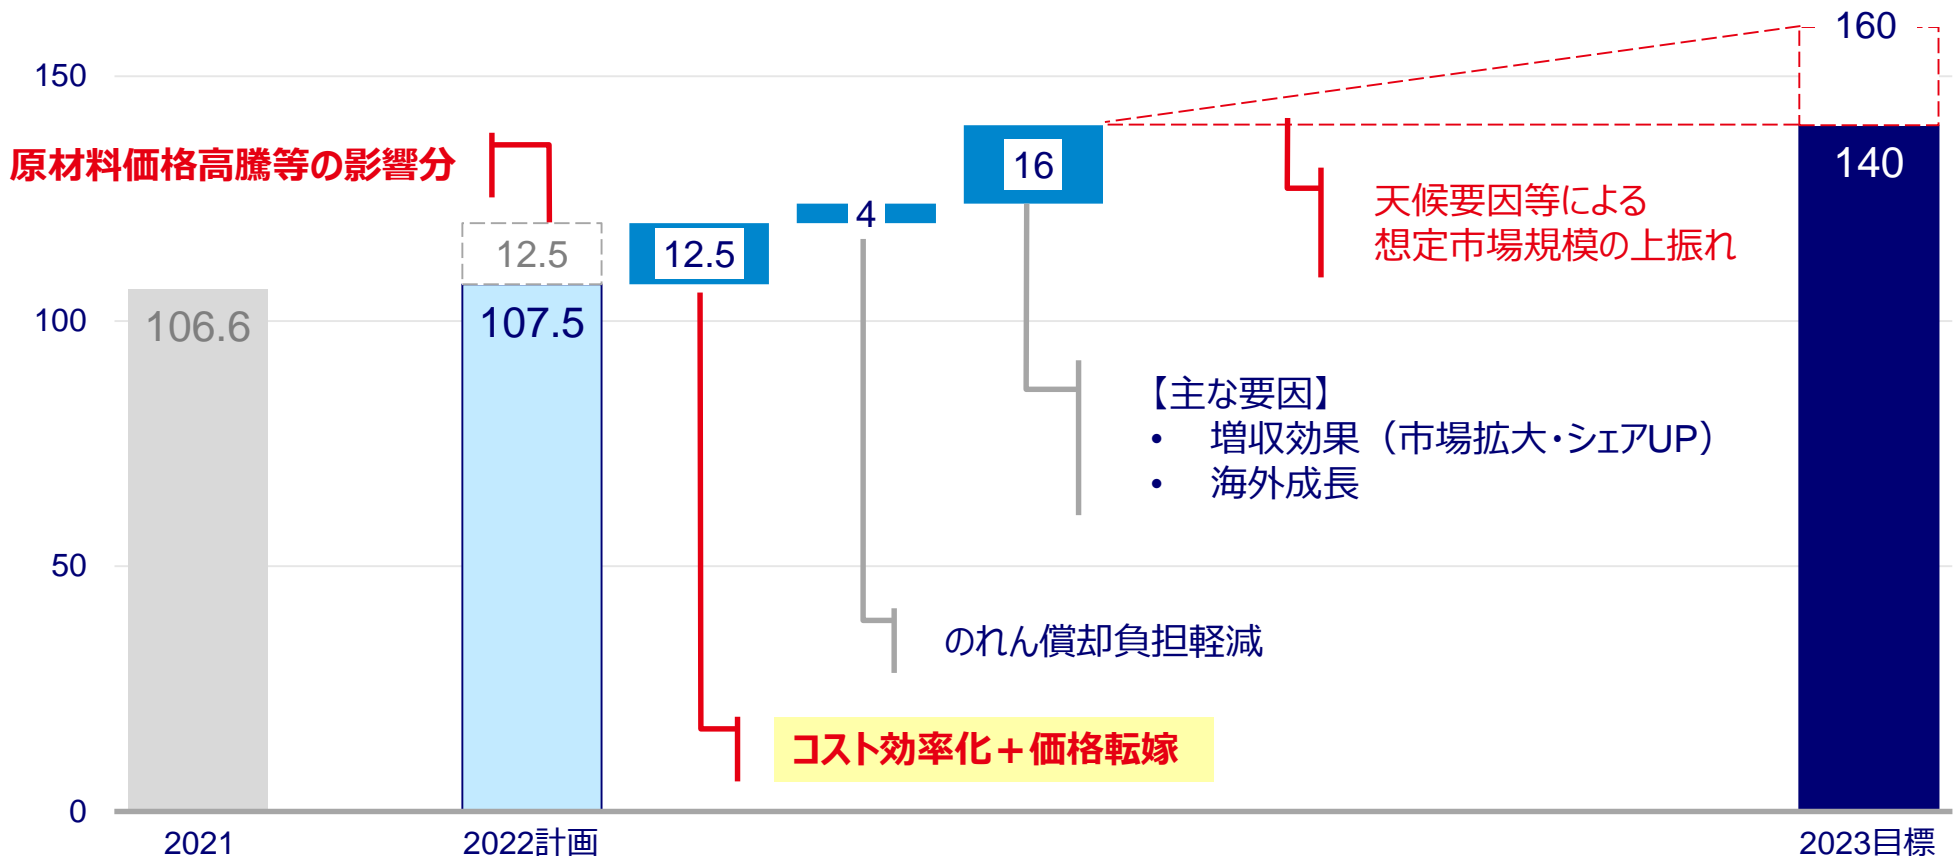 160
150
原材料価格高騰等の影響分
16
140
天候要因等による
想定市場規模の上振れ
4
12.5
12.5
100
106.6
107.5
【主な要因】
• 増収効果（市場拡大・シェアUP）
• 海外成長
50
のれん償却負担軽減
コスト効率化＋価格転嫁
0
2021
2022計画
2023目標